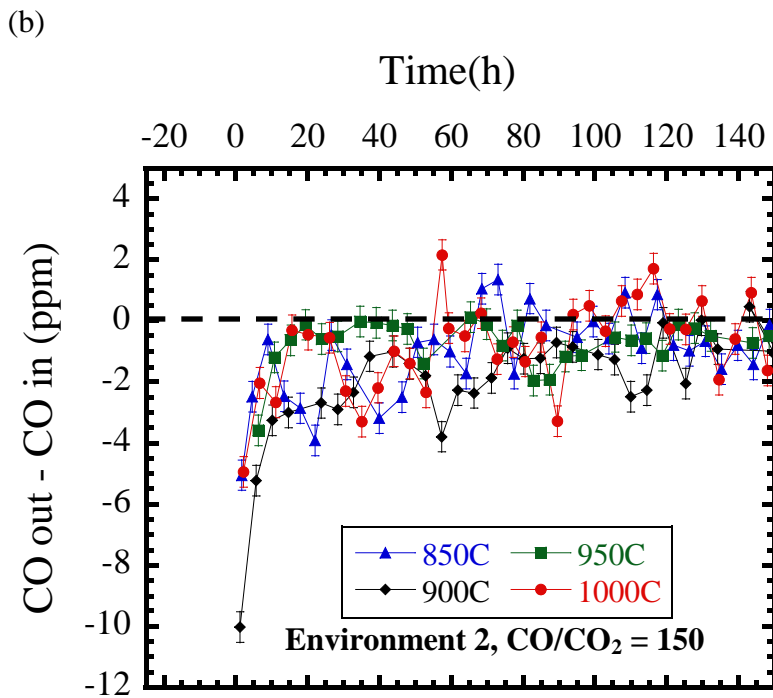 (b)
Time(h)
-20 0 20 40 60 80 100 120 140
CO out - CO in (ppm)
4
2
0
-2
-4
-6
-8
-10
-12
850C 950C
900C 1000C
Environment 2, CO/CO₂ = 150